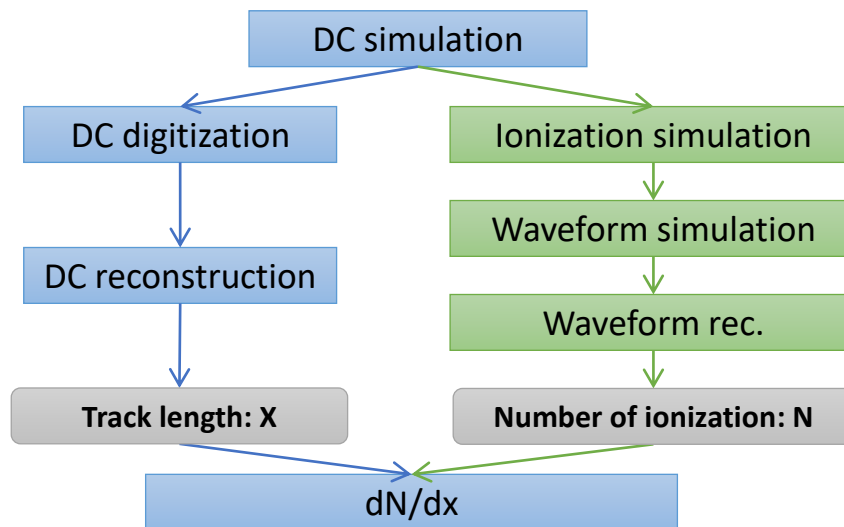 DC simulation
DC digitization
Ionization simulation
Waveform simulation
DC reconstruction
Waveform rec.
Track length: X
Number of ionization: N
dN/dx